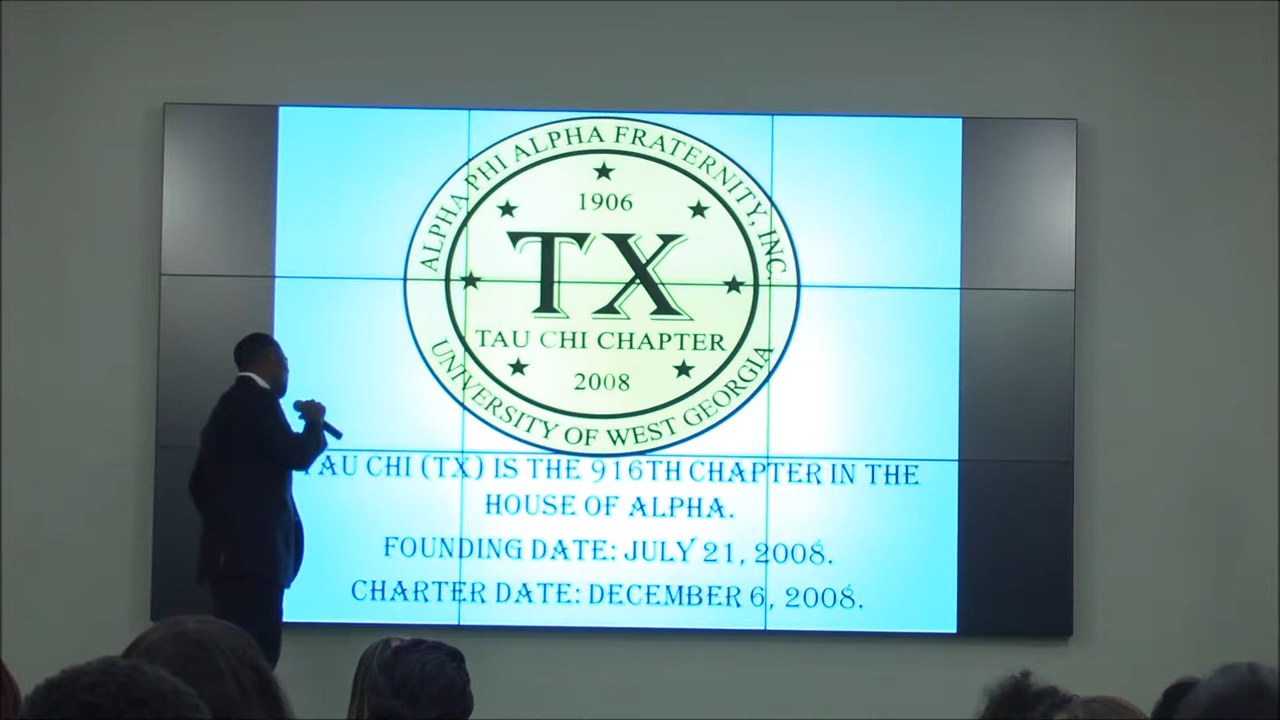 ALPHA PHI ALPHA FRATERNITY, INC.
1906
TX
TAU CHI CHAPTER
2008
UNIVERSITY OF WEST GEORGIA
TAU CHI (TX) IS THE 916TH CHAPTER IN THE
HOUSE OF ALPHA.
FOUNDING DATE: JULY 21, 2008.
CHARTER DATE: DECEMBER 6, 2008.